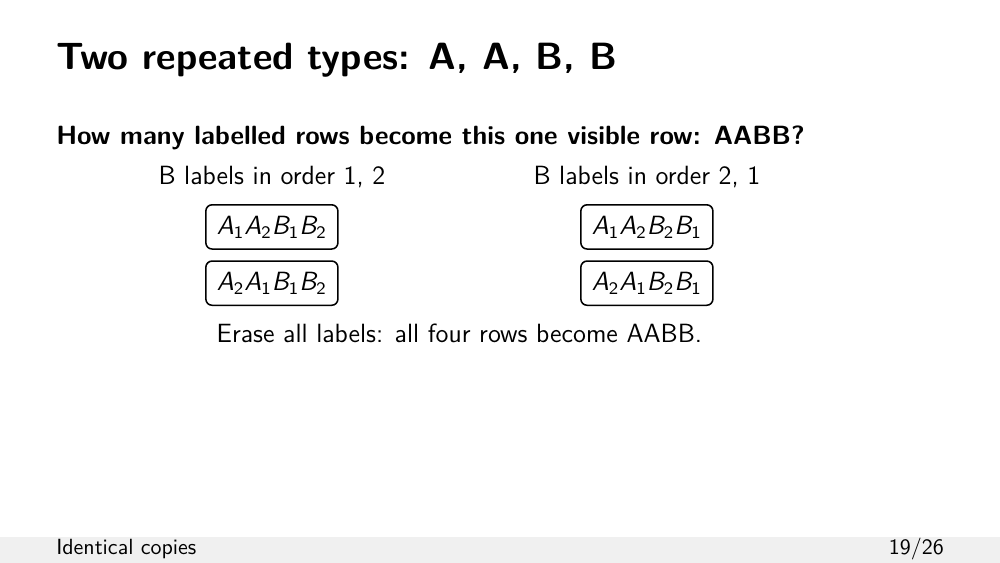 Two repeated types: A, A, B, B
How many labelled rows become this one visible row: AABB?
B labels in order 1, 2
A₁A₂B₁B₂
A₂A₁B₁B₂
B labels in order 2, 1
A₁A₂B₂B₁
A₂A₁B₂B₁
Erase all labels: all four rows become AABB.
Identical copies
19/26